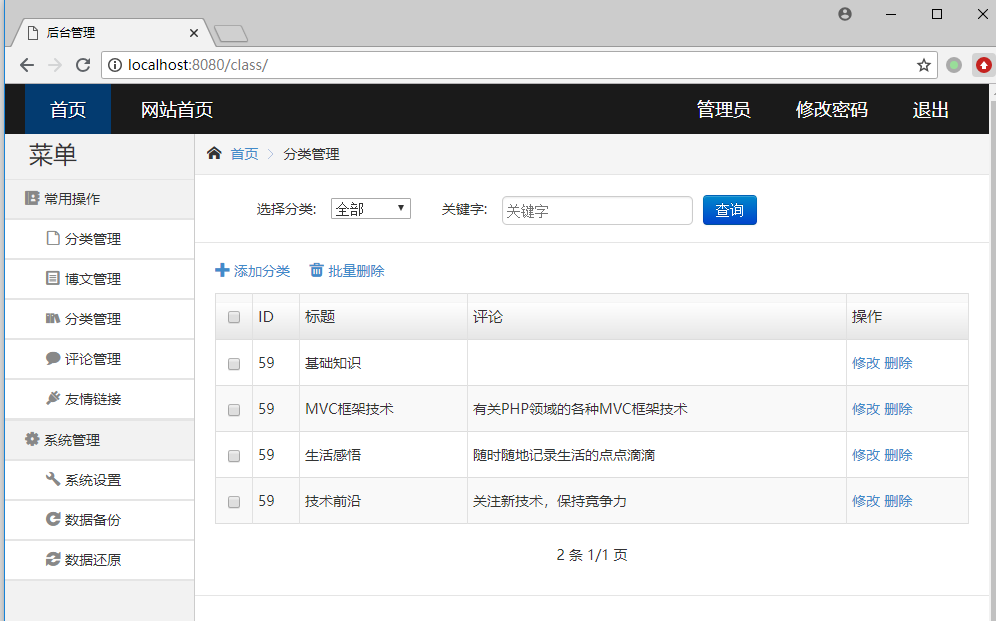 后台管理
localhost:8080/class/
首页 网站首页 管理员 修改密码 退出
菜单
常用操作
分类管理
博文管理
分类管理
评论管理
友情链接
系统管理
系统设置
数据备份
数据还原
首页 分类管理
选择分类: 全部 关键字: 关键字 查询
添加分类 批量删除
ID 标题 评论 操作
59 基础知识 修改 删除
59 MVC框架技术 有关PHP领域的各种MVC框架技术 修改 删除
59 生活感悟 随时随地记录生活的点点滴滴 修改 删除
59 技术前沿 关注新技术，保持竞争力 修改 删除
2 条 1/1 页